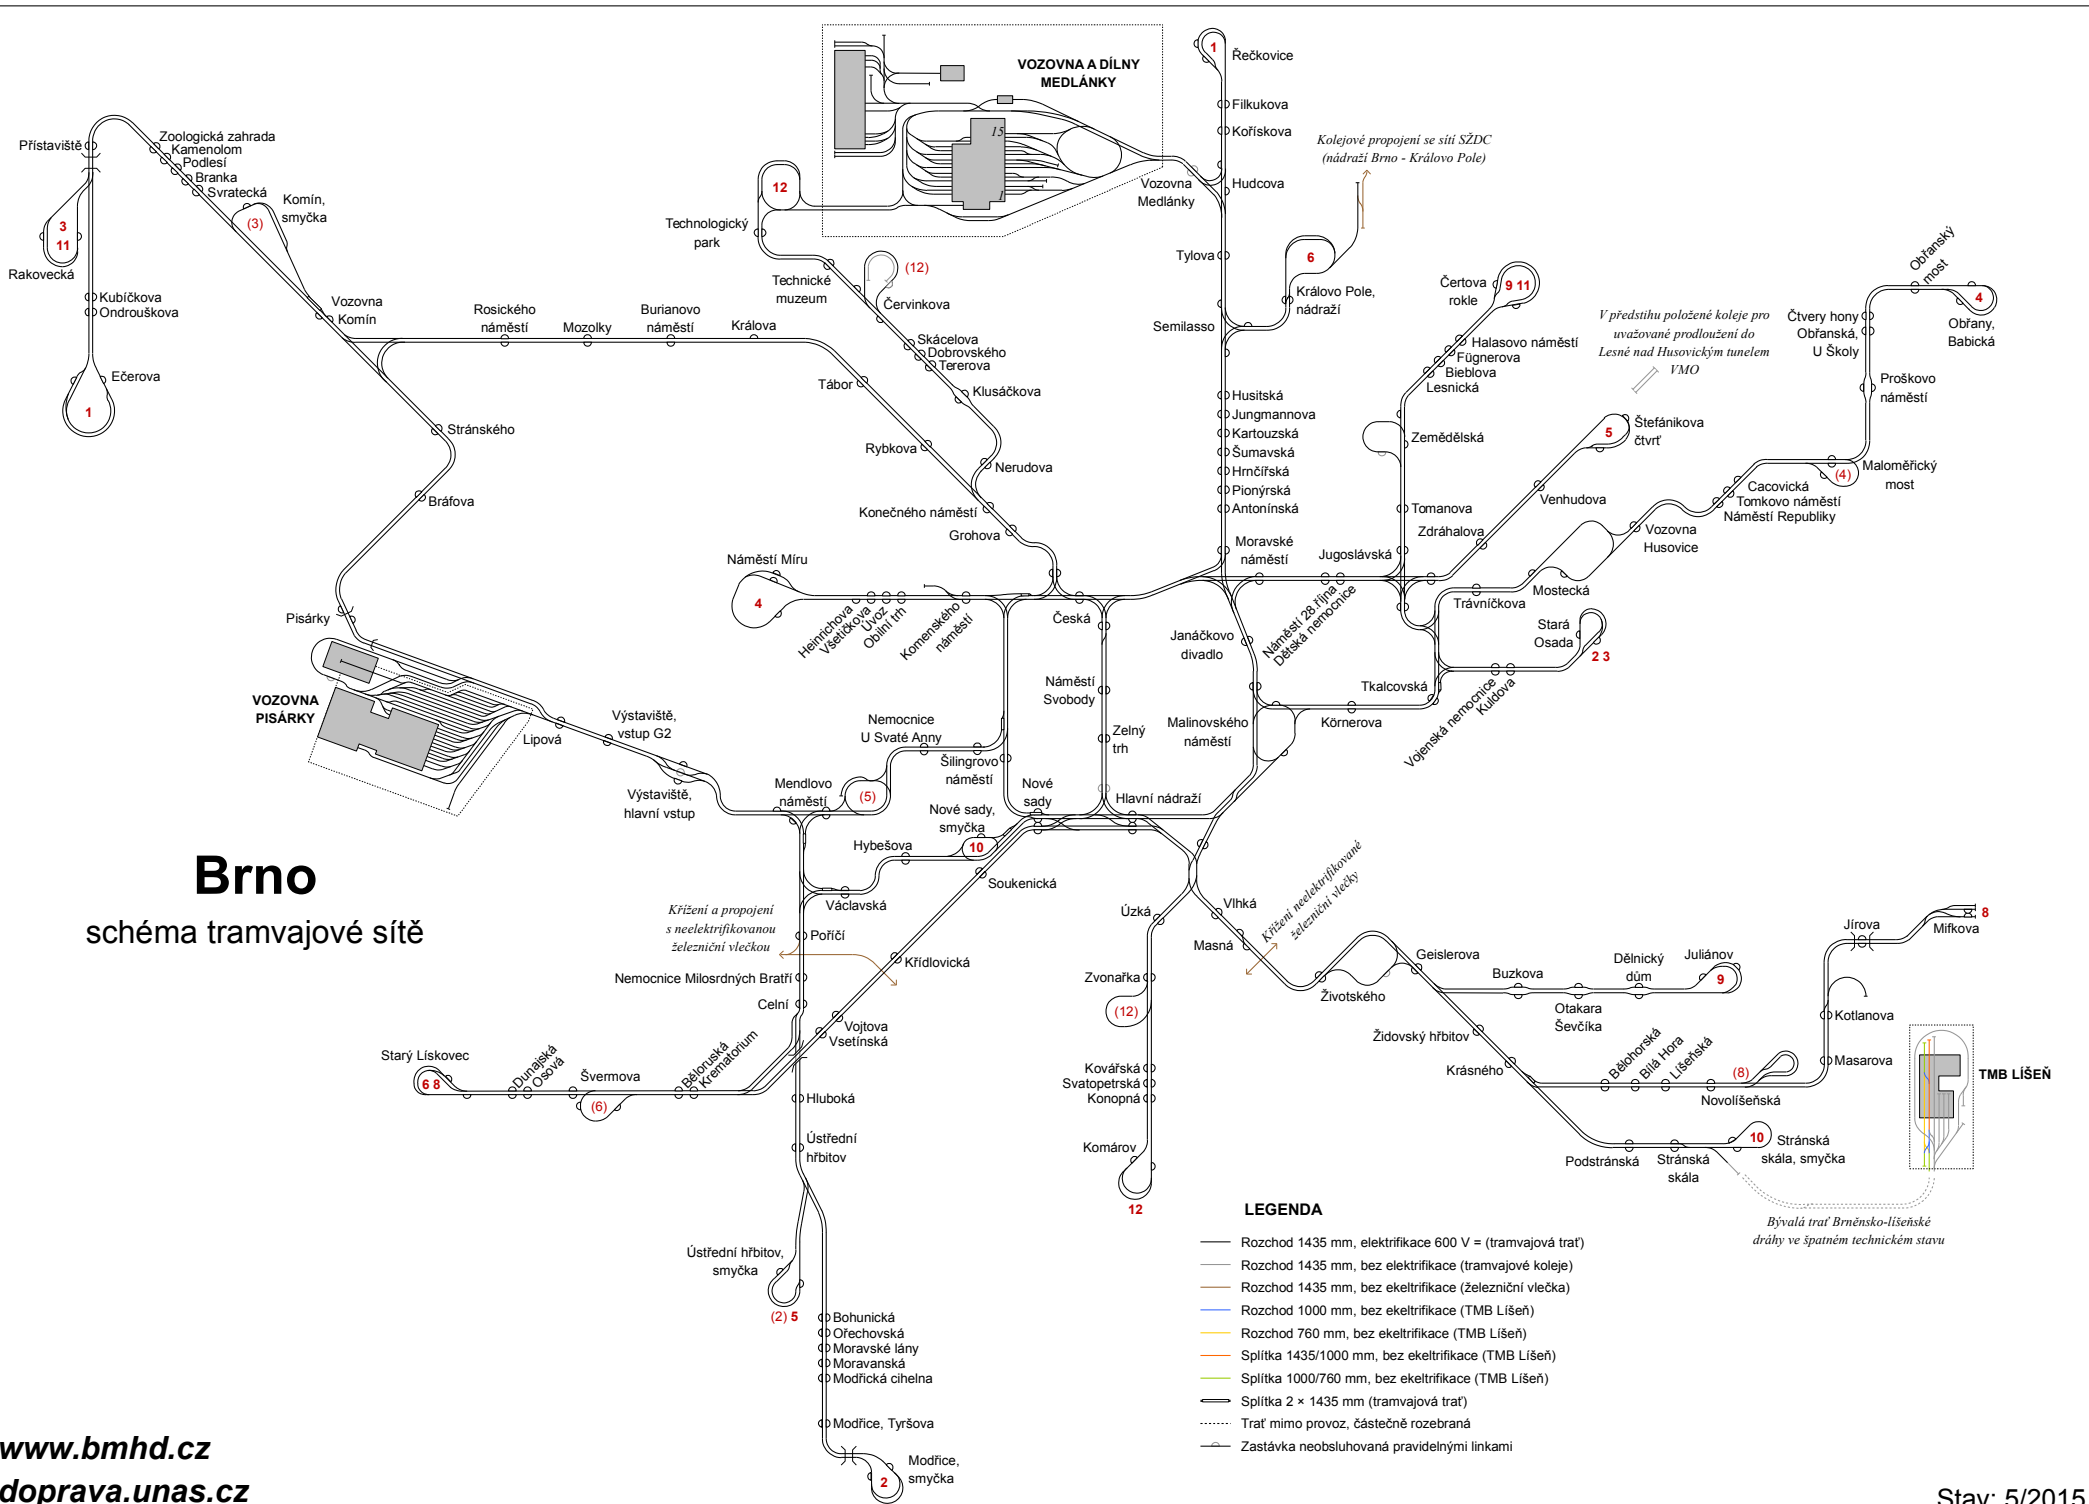 Brno
schéma tramvajové sítě
VOZOVNA A DÍLNY
MEDLÁNKY
15
1
1
Řečkovice
Filkukova
Kořískova
Hudcova
Vozovna
Medlánky
Tylova
Semilasso
Kolejové propojení se sítí SŽDC
(nádraží Brno - Královo Pole)
6
Královo Pole,
nádraží
Husitská
Jungmannova
Kartouzská
Šumavská
Hrnčířská
Pionýrská
Antonínská
Moravské
náměstí
Přístaviště
Zoologická zahrada
Kamenolom
Podlesí
Branka
Svratecká
Komín,
smyčka
(3)
3
11
Rakovecká
Kubíčkova
Ondrouškova
Ečerova
1
Vozovna
Komín
Rosického
náměstí
Mozolky
Burianovo
náměstí
Králova
Tábor
Rybkova
Konečného náměstí
Grohova
Stránského
Bráfova
Pisárky
VOZOVNA
PISÁRKY
Lipová
Výstaviště,
vstup G2
Výstaviště,
hlavní vstup
12
Technologický
park
Technické
muzeum
(12)
Červinkova
Skácelova
Dobrovského
Tererova
Klusáčkova
Nerudova
Náměstí Míru
4
Heinrichova
Všetičkova
Úvoz
Obilní trh
Komenského
náměstí
Česká
Náměstí
Svobody
Zelný
trh
Janáčkovo
divadlo
Malinovského
náměstí
Hlavní nádraží
Nové
sady
Nové sady,
smyčka
10
Nemocnice
U Svaté Anny
Šilingrovo
náměstí
Mendlovo
náměstí
(5)
Hybešova
Václavská
Soukenická
Křížení a propojení
s neelektrifikovanou
železniční vlečkou
Poříčí
Nemocnice Milosrdných Bratří
Celní
Křídlovická
Vojtova
Vsetínská
Starý Lískovec
6 8
Dunajská
Osová
Švermova
(6)
Běloruská
Krematorium
Hluboká
Ústřední
hřbitov
Ústřední hřbitov,
smyčka
(2) 5
Bohunická
Ořechovská
Moravské lány
Moravanská
Modřická cihelna
Modřice, Tyršova
Modřice,
smyčka
2
Čertova
rokle
9 11
Halasovo náměstí
Fügnerova
Bieblova
Lesnická
Zemědělská
Tomanova
Jugoslávská
Náměstí 28.října
Dětská nemocnice
V předstihu položené koleje pro
uvažované prodloužení do
Lesné nad Husovickým tunelem
VMO
5
Štefánikova
čtvrť
Venhudova
Zdráhalova
Obřanský
most
4
Obřany,
Babická
Čtvery hony
Obřanská,
U Školy
Proškovo
náměstí
Maloměřický
most
(4)
Cacovická
Tomkovo náměstí
Náměstí Republiky
Vozovna
Husovice
Mostecká
Trávníčkova
Stará
Osada
2 3
Vojenská nemocnice
Kuldova
Tkalcovská
Körnerova
Úzká
Zvonařka
(12)
Kovářská
Svatopetrská
Konopná
Komárov
12
Vlhká
Masná
Křížení neelektrifikované
železniční vlečky
Životského
Geislerova
Buzkova
Otakara
Ševčíka
Dělnický
dům
Juliánov
9
Židovský hřbitov
Krásného
Bělohorská
Bílá Hora
Líšeňská
Novolíšeňská
(8)
Masarova
Kotlanova
Jírova
Mifkova
8
Podstránská
Stránská
skála
10
Stránská
skála, smyčka
TMB LÍŠEŇ
Bývalá trať Brněnsko-líšeňské
dráhy ve špatném technickém stavu
LEGENDA
Rozchod 1435 mm, elektrifikace 600 V = (tramvajová trať)
Rozchod 1435 mm, bez elektrifikace (tramvajové koleje)
Rozchod 1435 mm, bez ekeltrifikace (železniční vlečka)
Rozchod 1000 mm, bez ekeltrifikace (TMB Líšeň)
Rozchod 760 mm, bez ekeltrifikace (TMB Líšeň)
Splítka 1435/1000 mm, bez ekeltrifikace (TMB Líšeň)
Splítka 1000/760 mm, bez ekeltrifikace (TMB Líšeň)
Splítka 2 × 1435 mm (tramvajová trať)
Trať mimo provoz, částečně rozebraná
Zastávka neobsluhovaná pravidelnými linkami
www.bmhd.cz
doprava.unas.cz
Stav: 5/2015